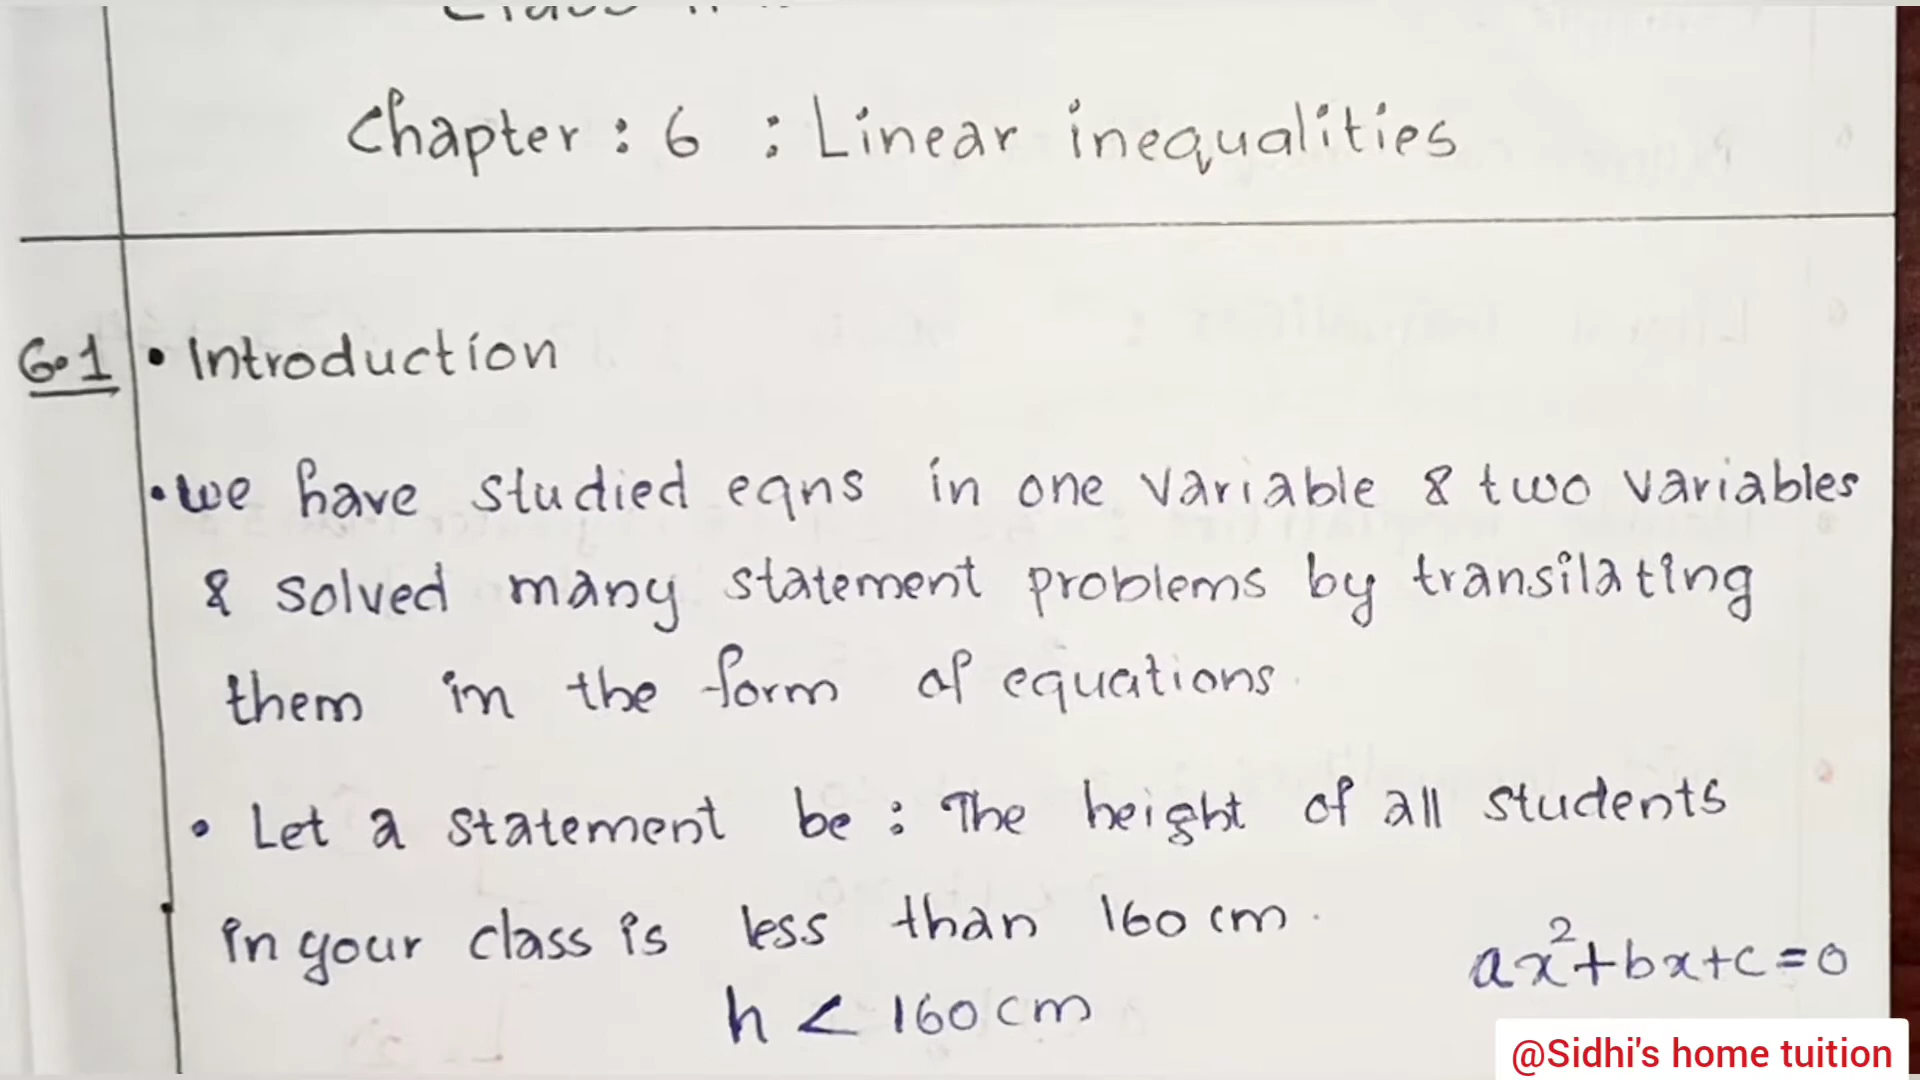 Chapter : 6 : Linear inequalities
6.1 • Introduction
• we have studied eqns in one variable & two variables
& solved many statement problems by transilating
them in the form of equations.
• Let a statement be : The height of all students
in your class is less than 160 cm.
ax²+bx+c=0
h < 160cm
@Sidhi's home tuition